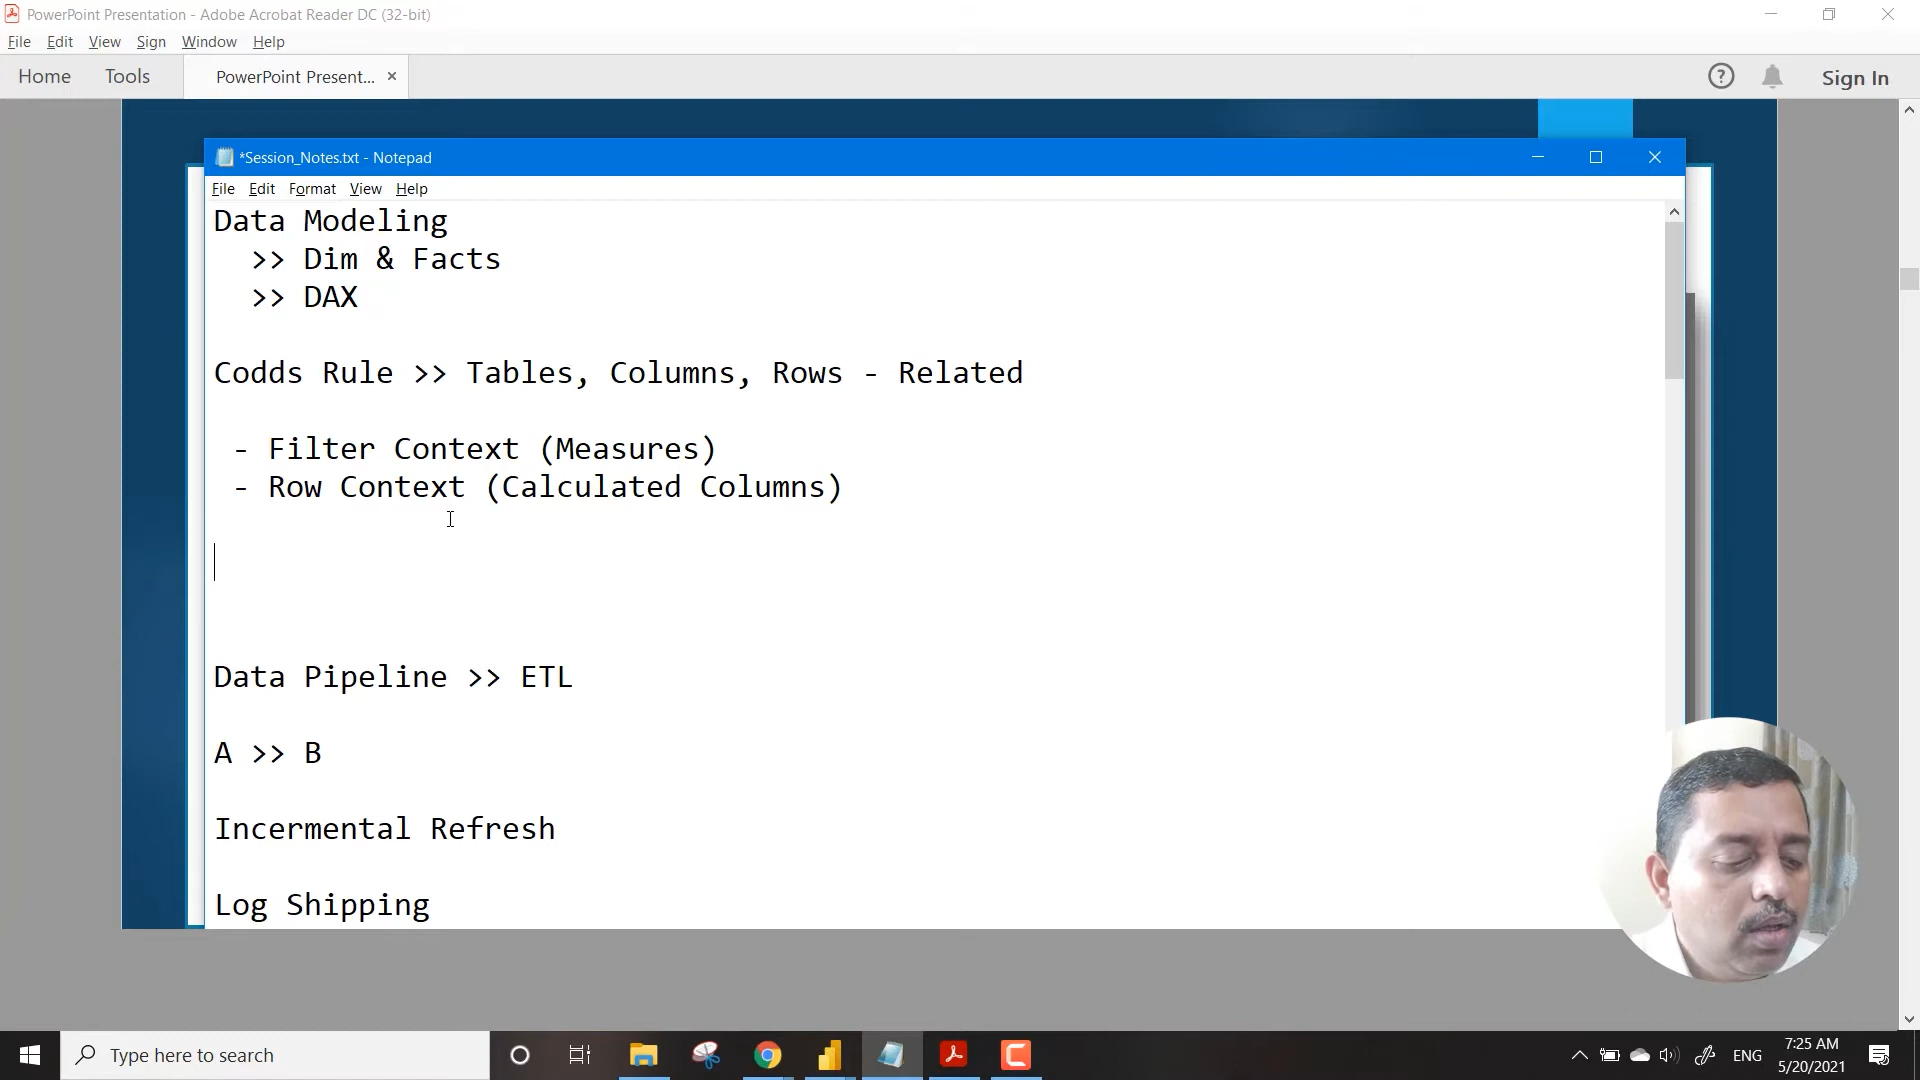 PowerPoint Presentation - Adobe Acrobat Reader DC (32-bit)
File Edit View Sign Window Help
Home Tools PowerPoint Present... × ? Sign In
*Session_Notes.txt - Notepad
File Edit Format View Help
Data Modeling
>> Dim & Facts
>> DAX
Codds Rule >> Tables, Columns, Rows - Related
- Filter Context (Measures)
- Row Context (Calculated Columns)
Data Pipeline >> ETL
A >> B
Incermental Refresh
Log Shipping
Type here to search
ENG
7:25 AM
5/20/2021